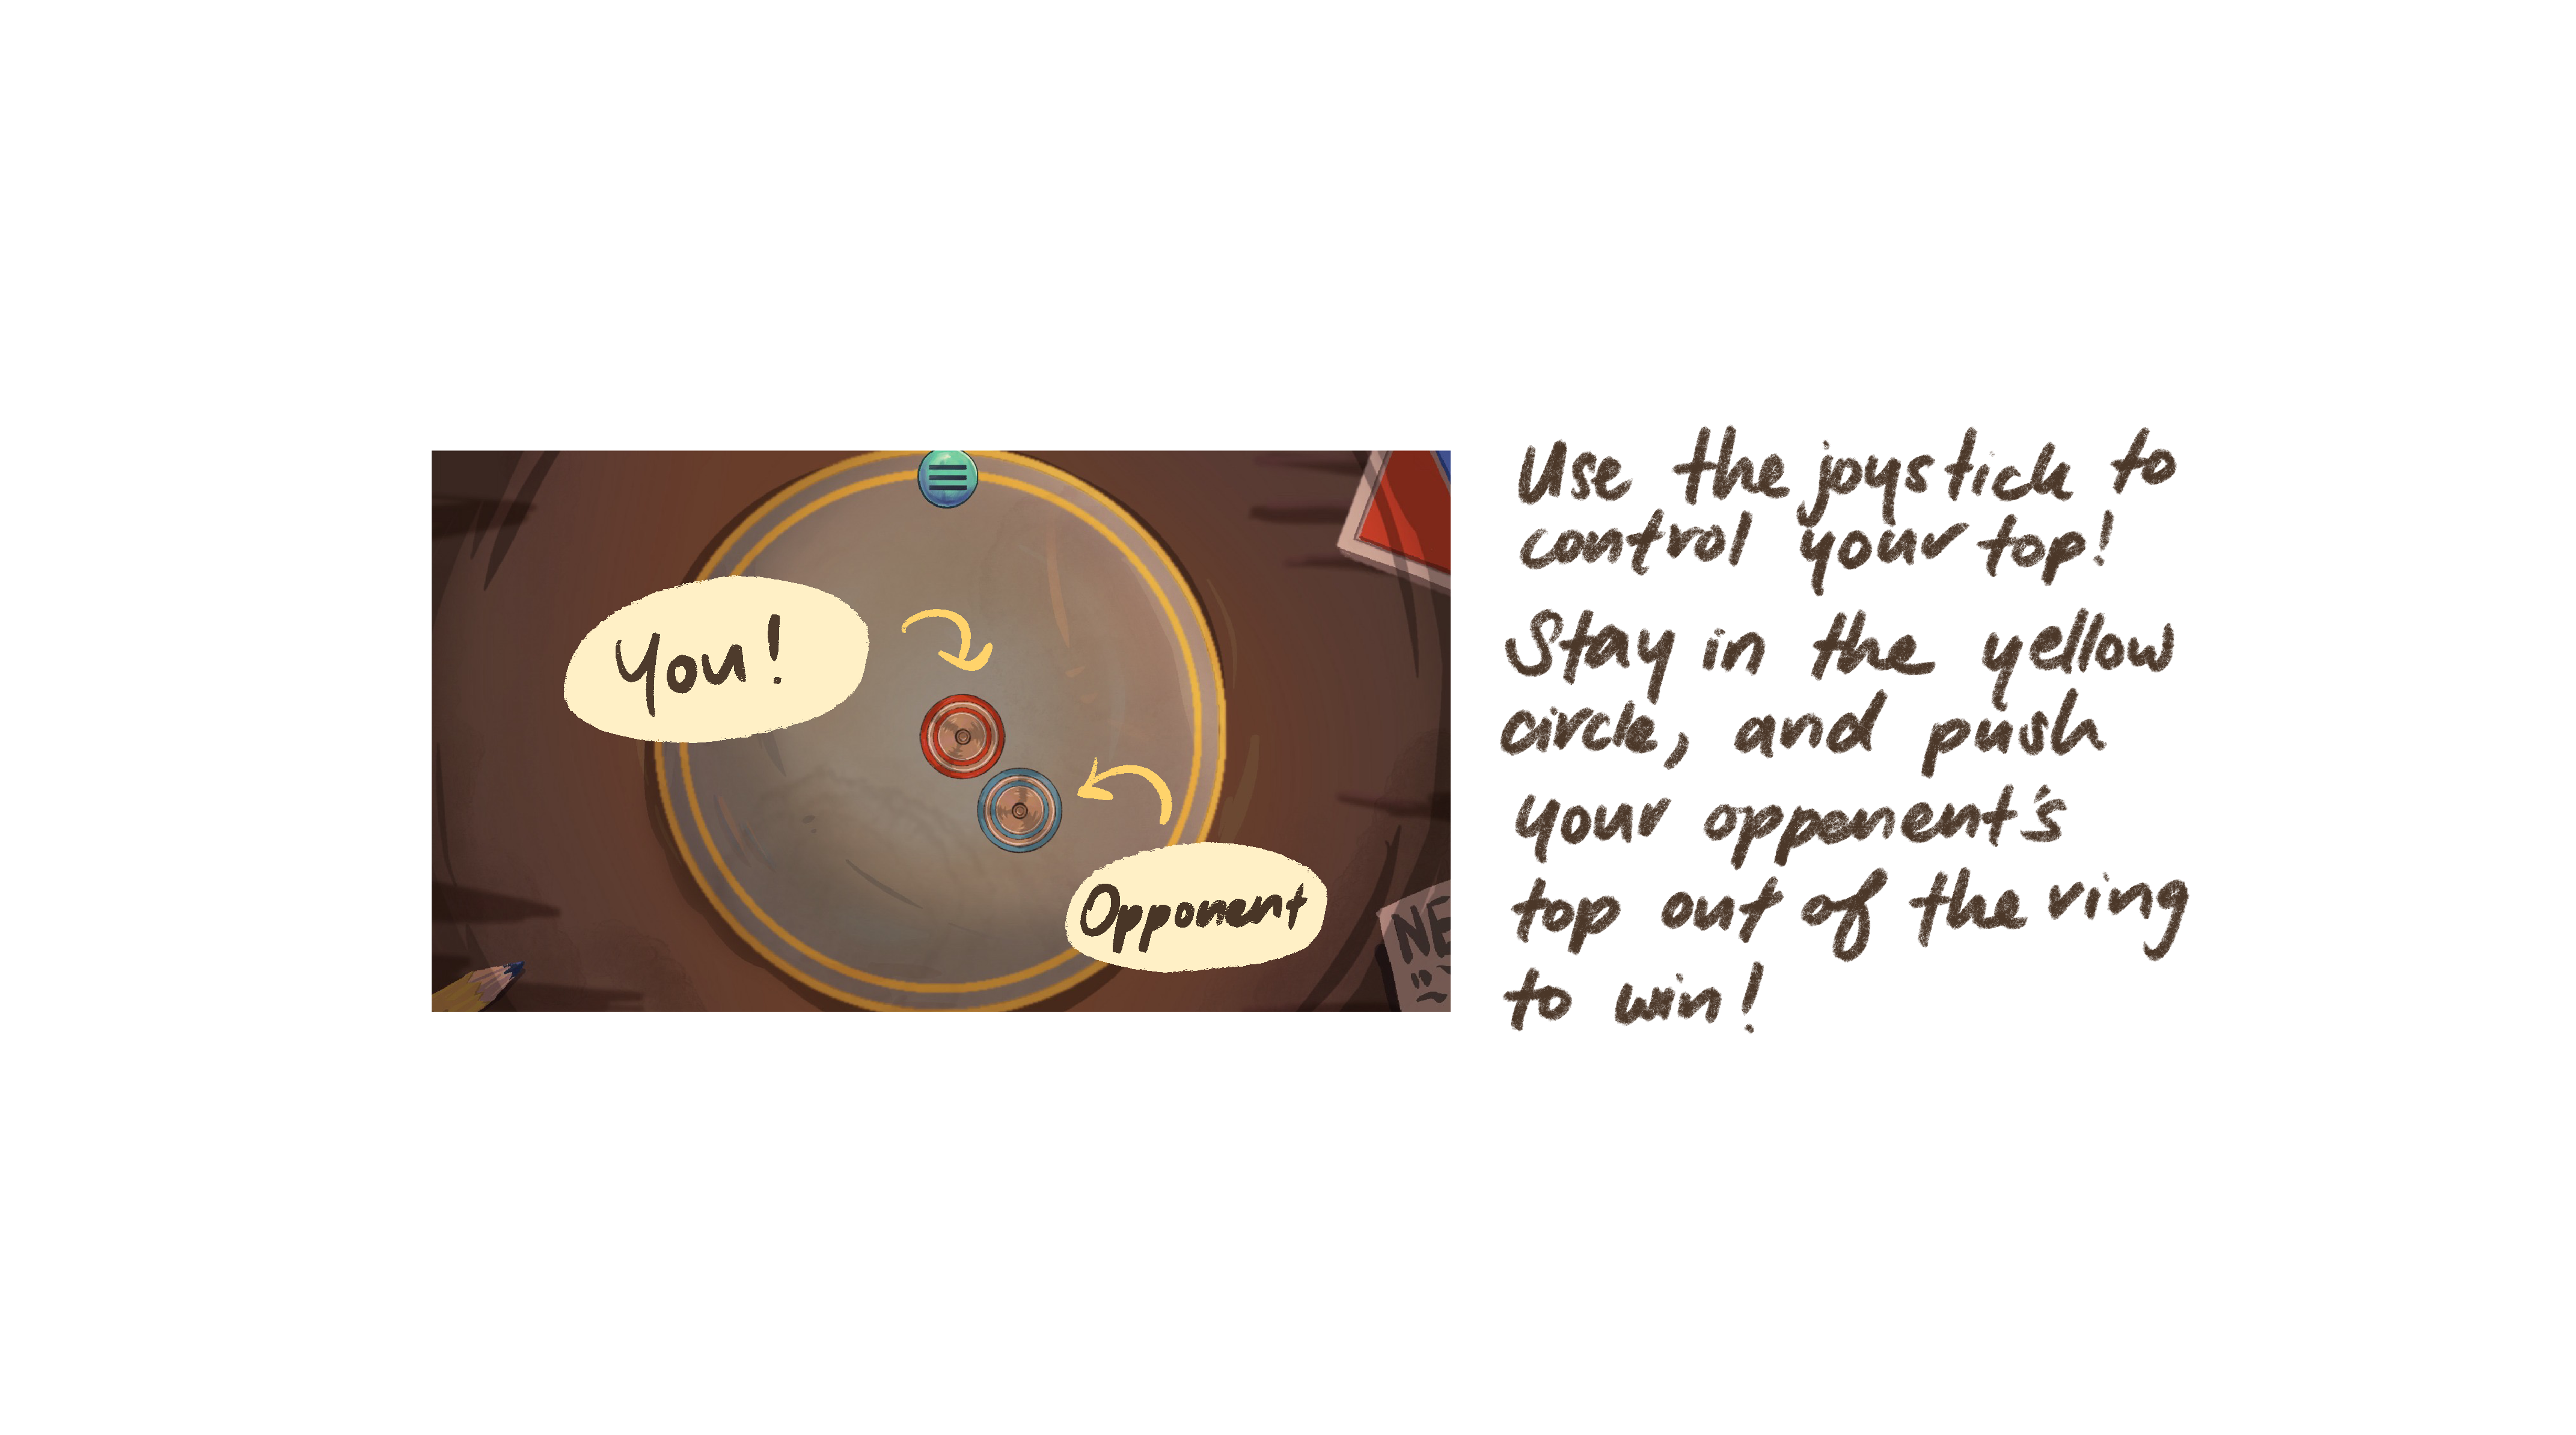 You!
Opponent
NE
Use the joystick to
control your top!
Stay in the yellow
circle, and push
your opponent's
top out of the ring
to win!